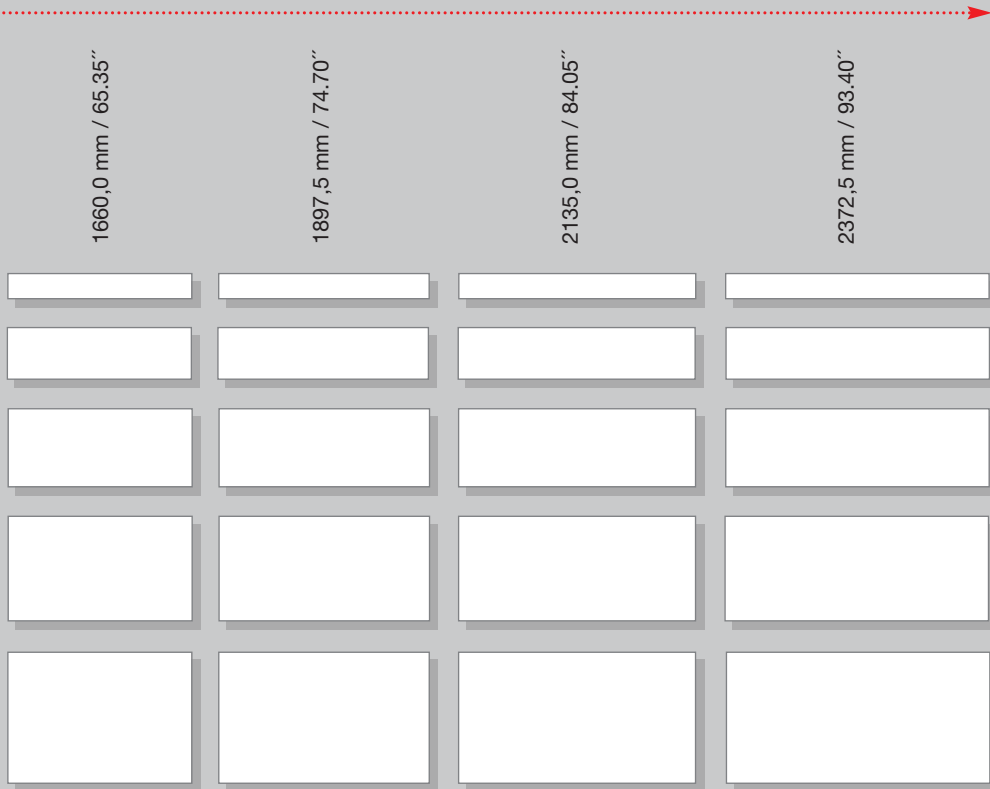 1660,0 mm / 65.35´´
1897,5 mm / 74.70´´
2135,0 mm / 84.05´´
2372,5 mm / 93.40´´